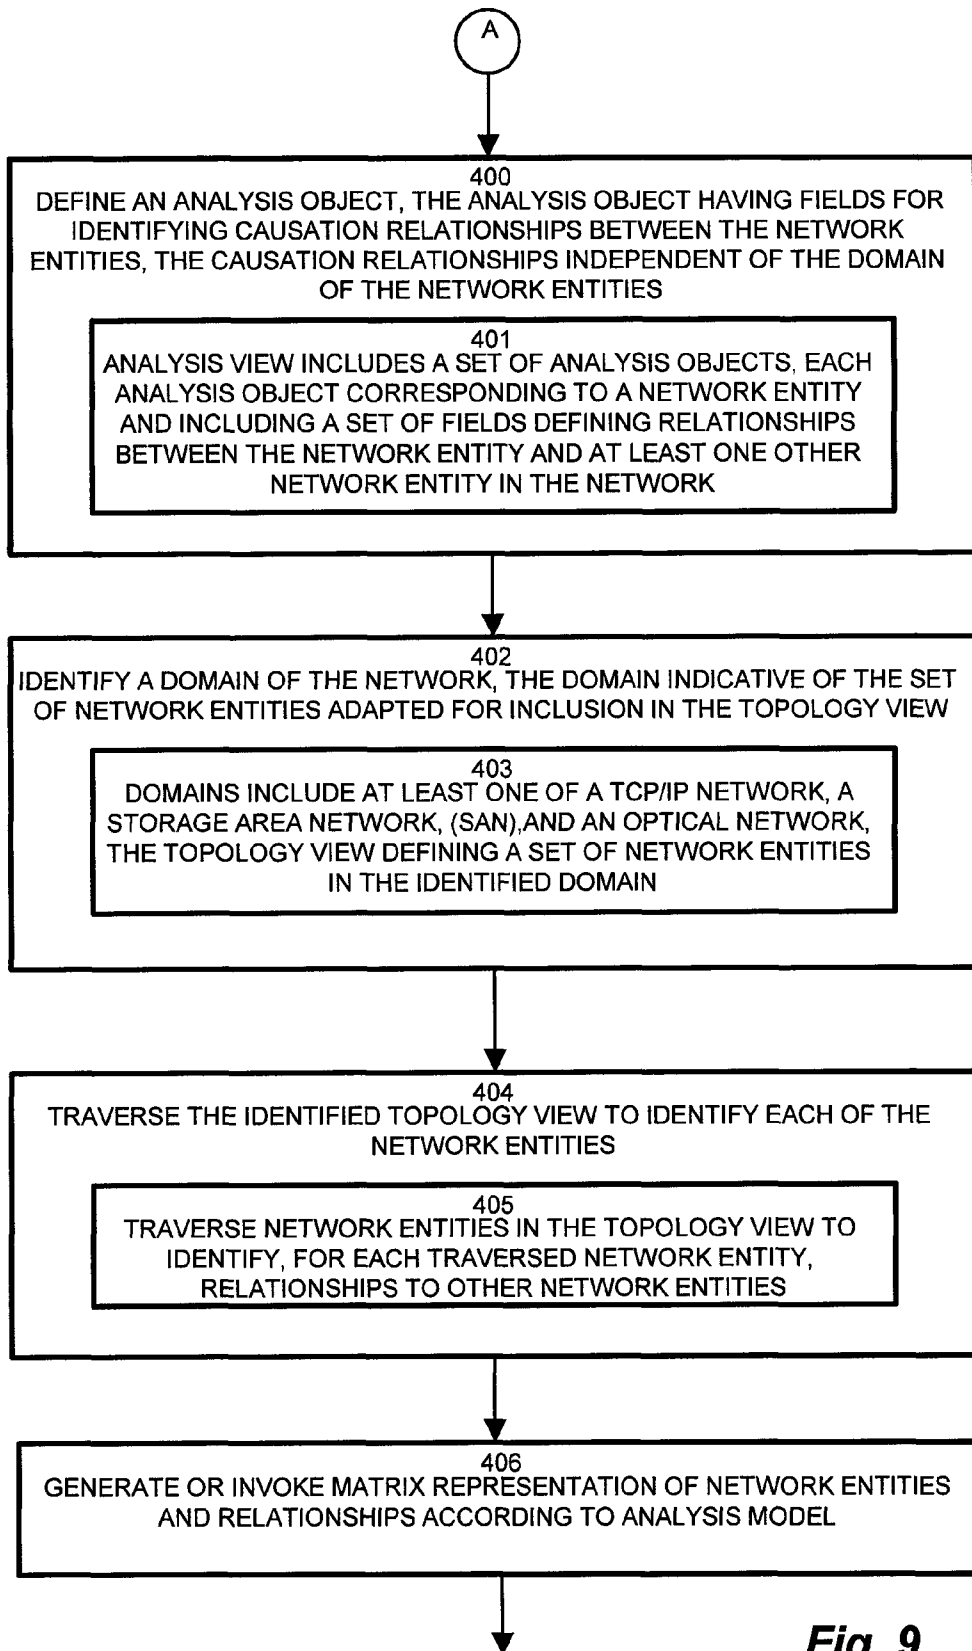 A
400
DEFINE AN ANALYSIS OBJECT, THE ANALYSIS OBJECT HAVING FIELDS FOR
IDENTIFYING CAUSATION RELATIONSHIPS BETWEEN THE NETWORK
ENTITIES, THE CAUSATION RELATIONSHIPS INDEPENDENT OF THE DOMAIN
OF THE NETWORK ENTITIES
401
ANALYSIS VIEW INCLUDES A SET OF ANALYSIS OBJECTS, EACH
ANALYSIS OBJECT CORRESPONDING TO A NETWORK ENTITY
AND INCLUDING A SET OF FIELDS DEFINING RELATIONSHIPS
BETWEEN THE NETWORK ENTITY AND AT LEAST ONE OTHER
NETWORK ENTITY IN THE NETWORK
402
IDENTIFY A DOMAIN OF THE NETWORK, THE DOMAIN INDICATIVE OF THE SET
OF NETWORK ENTITIES ADAPTED FOR INCLUSION IN THE TOPOLOGY VIEW
403
DOMAINS INCLUDE AT LEAST ONE OF A TCP/IP NETWORK, A
STORAGE AREA NETWORK, (SAN),AND AN OPTICAL NETWORK,
THE TOPOLOGY VIEW DEFINING A SET OF NETWORK ENTITIES
IN THE IDENTIFIED DOMAIN
404
TRAVERSE THE IDENTIFIED TOPOLOGY VIEW TO IDENTIFY EACH OF THE
NETWORK ENTITIES
405
TRAVERSE NETWORK ENTITIES IN THE TOPOLOGY VIEW TO
IDENTIFY, FOR EACH TRAVERSED NETWORK ENTITY,
RELATIONSHIPS TO OTHER NETWORK ENTITIES
406
GENERATE OR INVOKE MATRIX REPRESENTATION OF NETWORK ENTITIES
AND RELATIONSHIPS ACCORDING TO ANALYSIS MODEL
Fig. 9